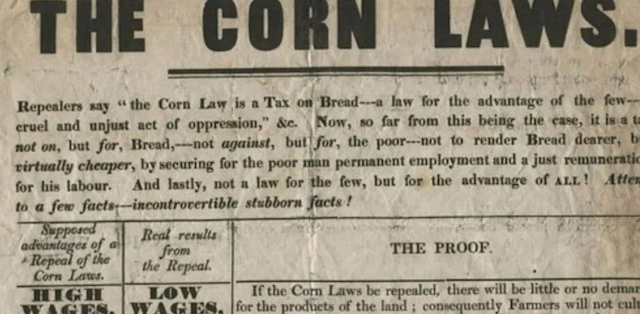 THE CORN LAWS.
Repealers say "the Corn Law is a Tax on Bread---a law for the advantage of the few---
cruel and unjust act of oppression," &c. Now, so far from this being the case, it is a
not on, but for, Bread,---not against, but for, the poor---not to render Bread dearer,
virtually cheaper, by securing for the poor man permanent employment and a just
for his labour. And lastly, not a law for the few, but for the advantage of ALL!
to a few facts---incontrovertible stubborn facts!
Supposed
advantages of a
Repeal of the
Corn Laws.
Real results
from
the Repeal.
THE PROOF.
HIGH
WAGES.
LOW
WAGES.
If the Corn Laws be repealed, there will be little or no
for the products of the land; consequently Farmers will not